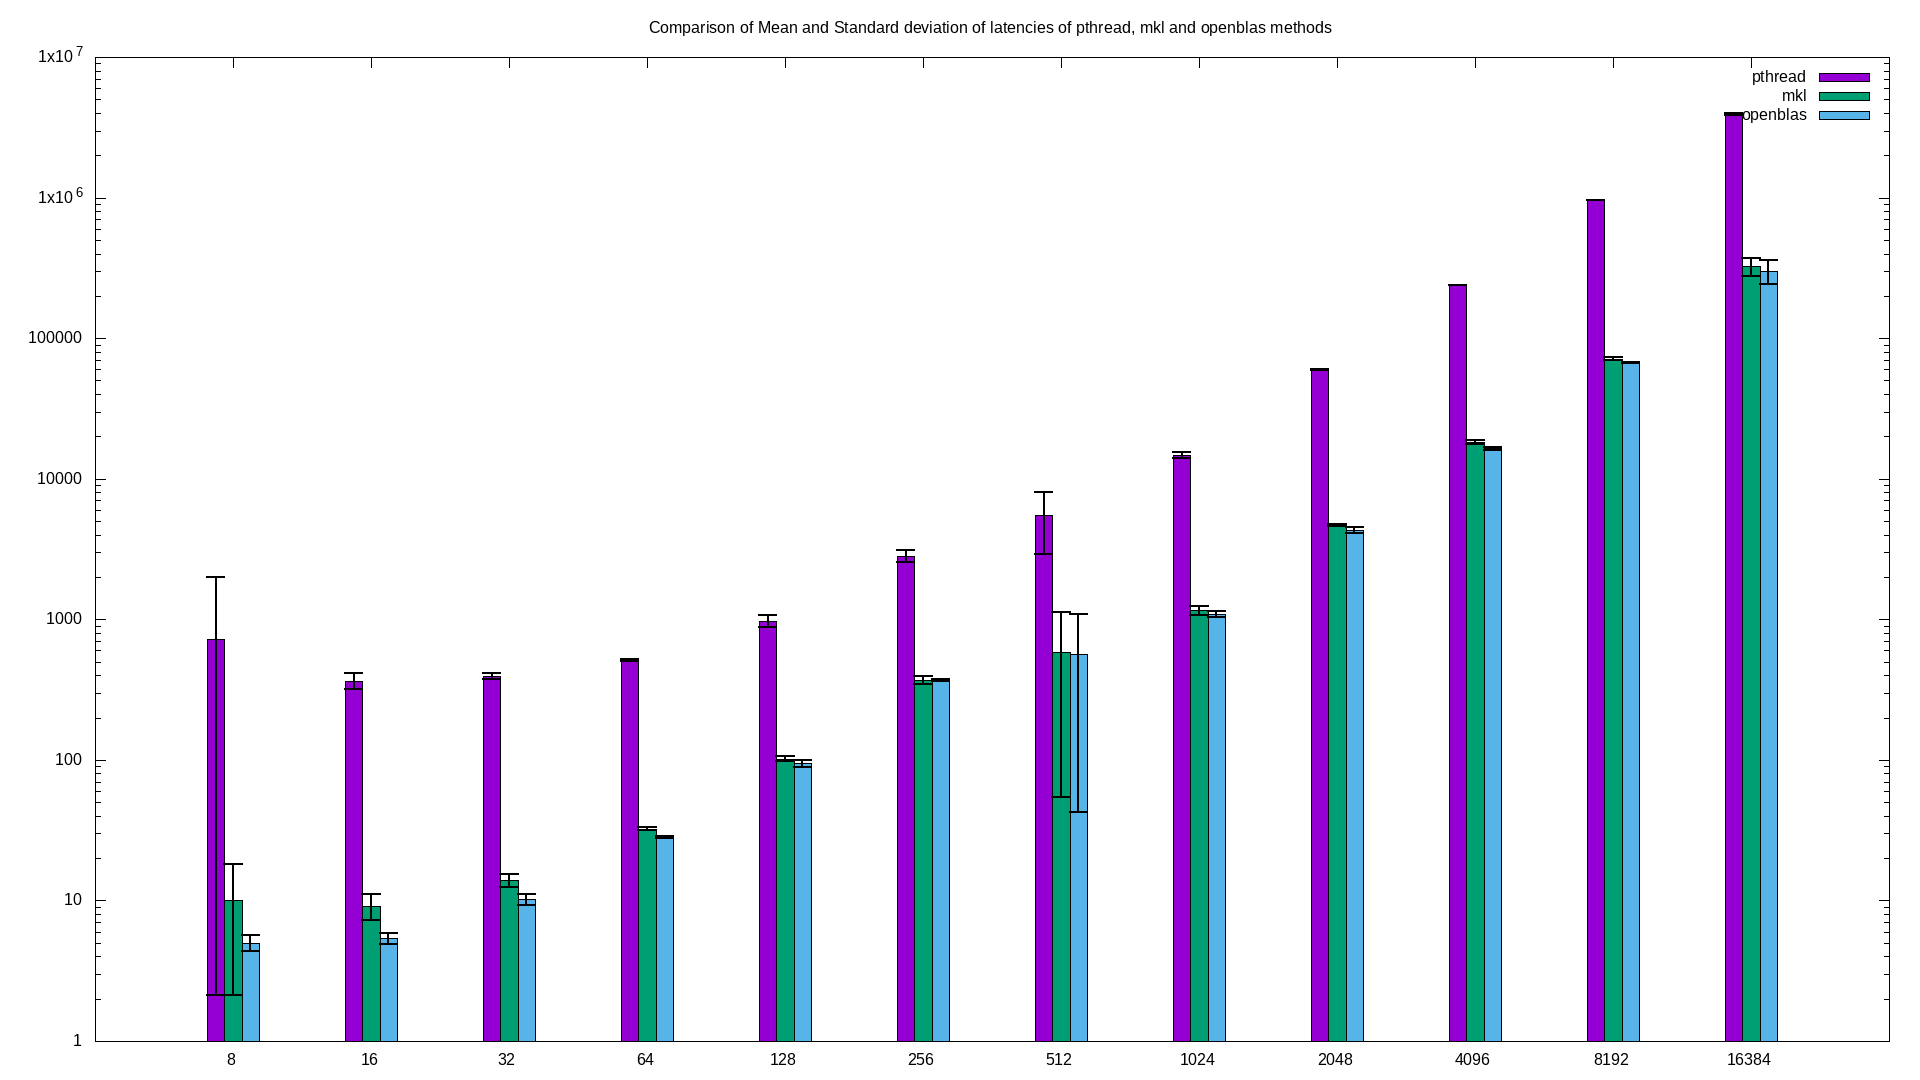 Comparison of Mean and Standard deviation of latencies of pthread, mkl and openblas methods
1x10^7
1x10^6
100000
10000
1000
100
10
1
pthread
mkl
openblas
8 16 32 64 128 256 512 1024 2048 4096 8192 16384